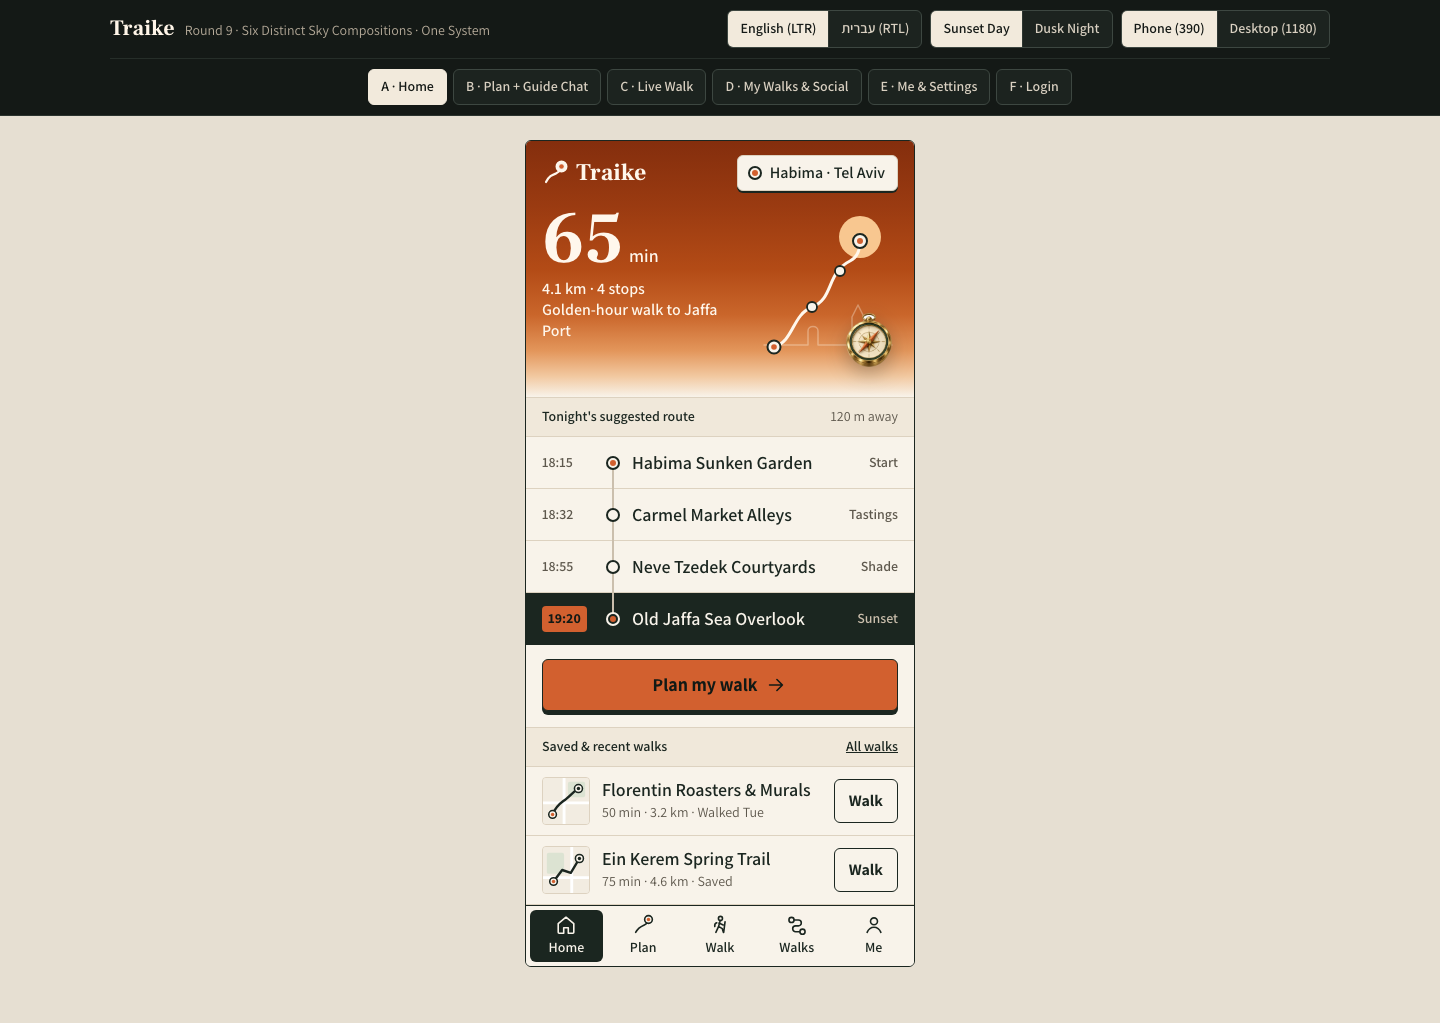 Traike
Round 9 · Six Distinct Sky Compositions · One System
English (LTR)
עברית (RTL)
Sunset Day
Dusk Night
Phone (390)
Desktop (1180)
A · Home
B · Plan + Guide Chat
C · Live Walk
D · My Walks & Social
E · Me & Settings
F · Login
Traike
Habima · Tel Aviv
65 min
4.1 km · 4 stops
Golden-hour walk to Jaffa
Port
Tonight's suggested route
120 m away
18:15 Habima Sunken Garden Start
18:32 Carmel Market Alleys Tastings
18:55 Neve Tzedek Courtyards Shade
19:20 Old Jaffa Sea Overlook Sunset
Plan my walk →
Saved & recent walks
All walks
Florentin Roasters & Murals
50 min · 3.2 km · Walked Tue
Walk
Ein Kerem Spring Trail
75 min · 4.6 km · Saved
Walk
Home
Plan
Walk
Walks
Me